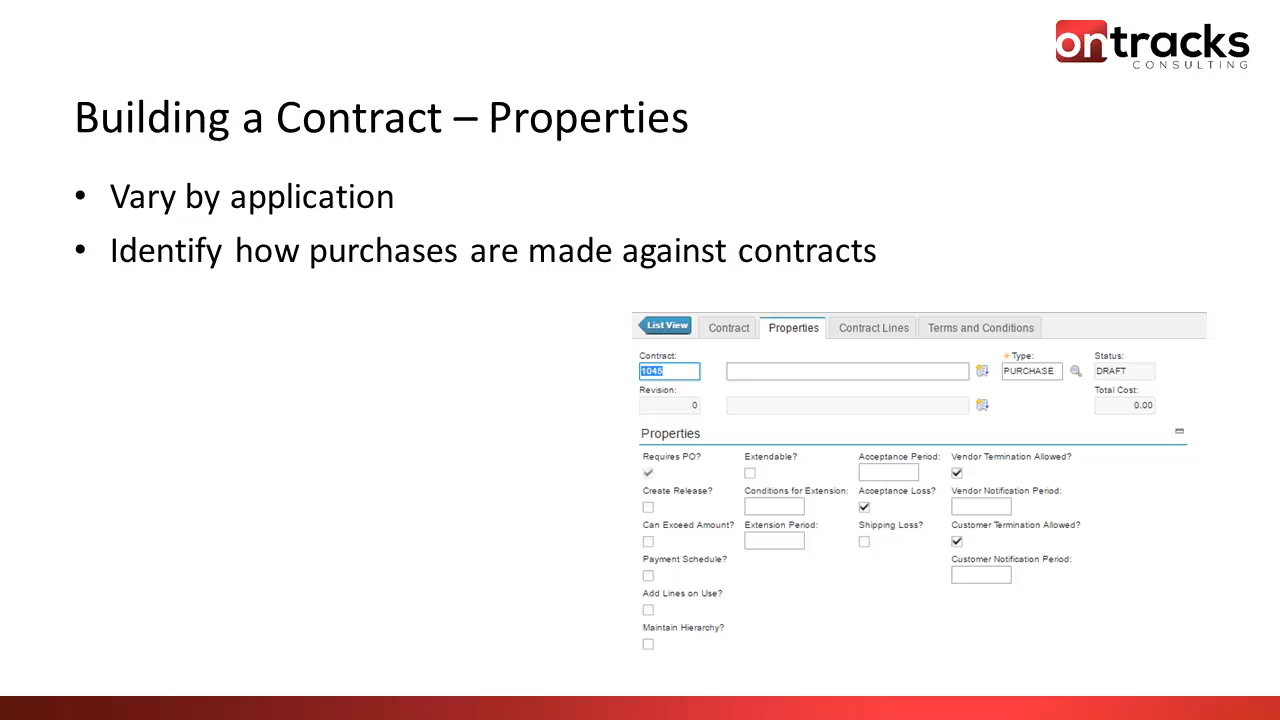 ontracks
CONSULTING
Building a Contract – Properties
• Vary by application
• Identify how purchases are made against contracts
List View Contract Properties Contract Lines Terms and Conditions
Contract: Type: Status:
1045 PURCHASE DRAFT
Revision: Total Cost:
0 0.00
Properties
Requires PO? Extendable? Acceptance Period: Vendor Termination Allowed?
Create Release? Conditions for Extension: Acceptance Loss? Vendor Notification Period:
Can Exceed Amount? Extension Period: Shipping Loss? Customer Termination Allowed?
Payment Schedule? Customer Notification Period:
Add Lines on Use?
Maintain Hierarchy?